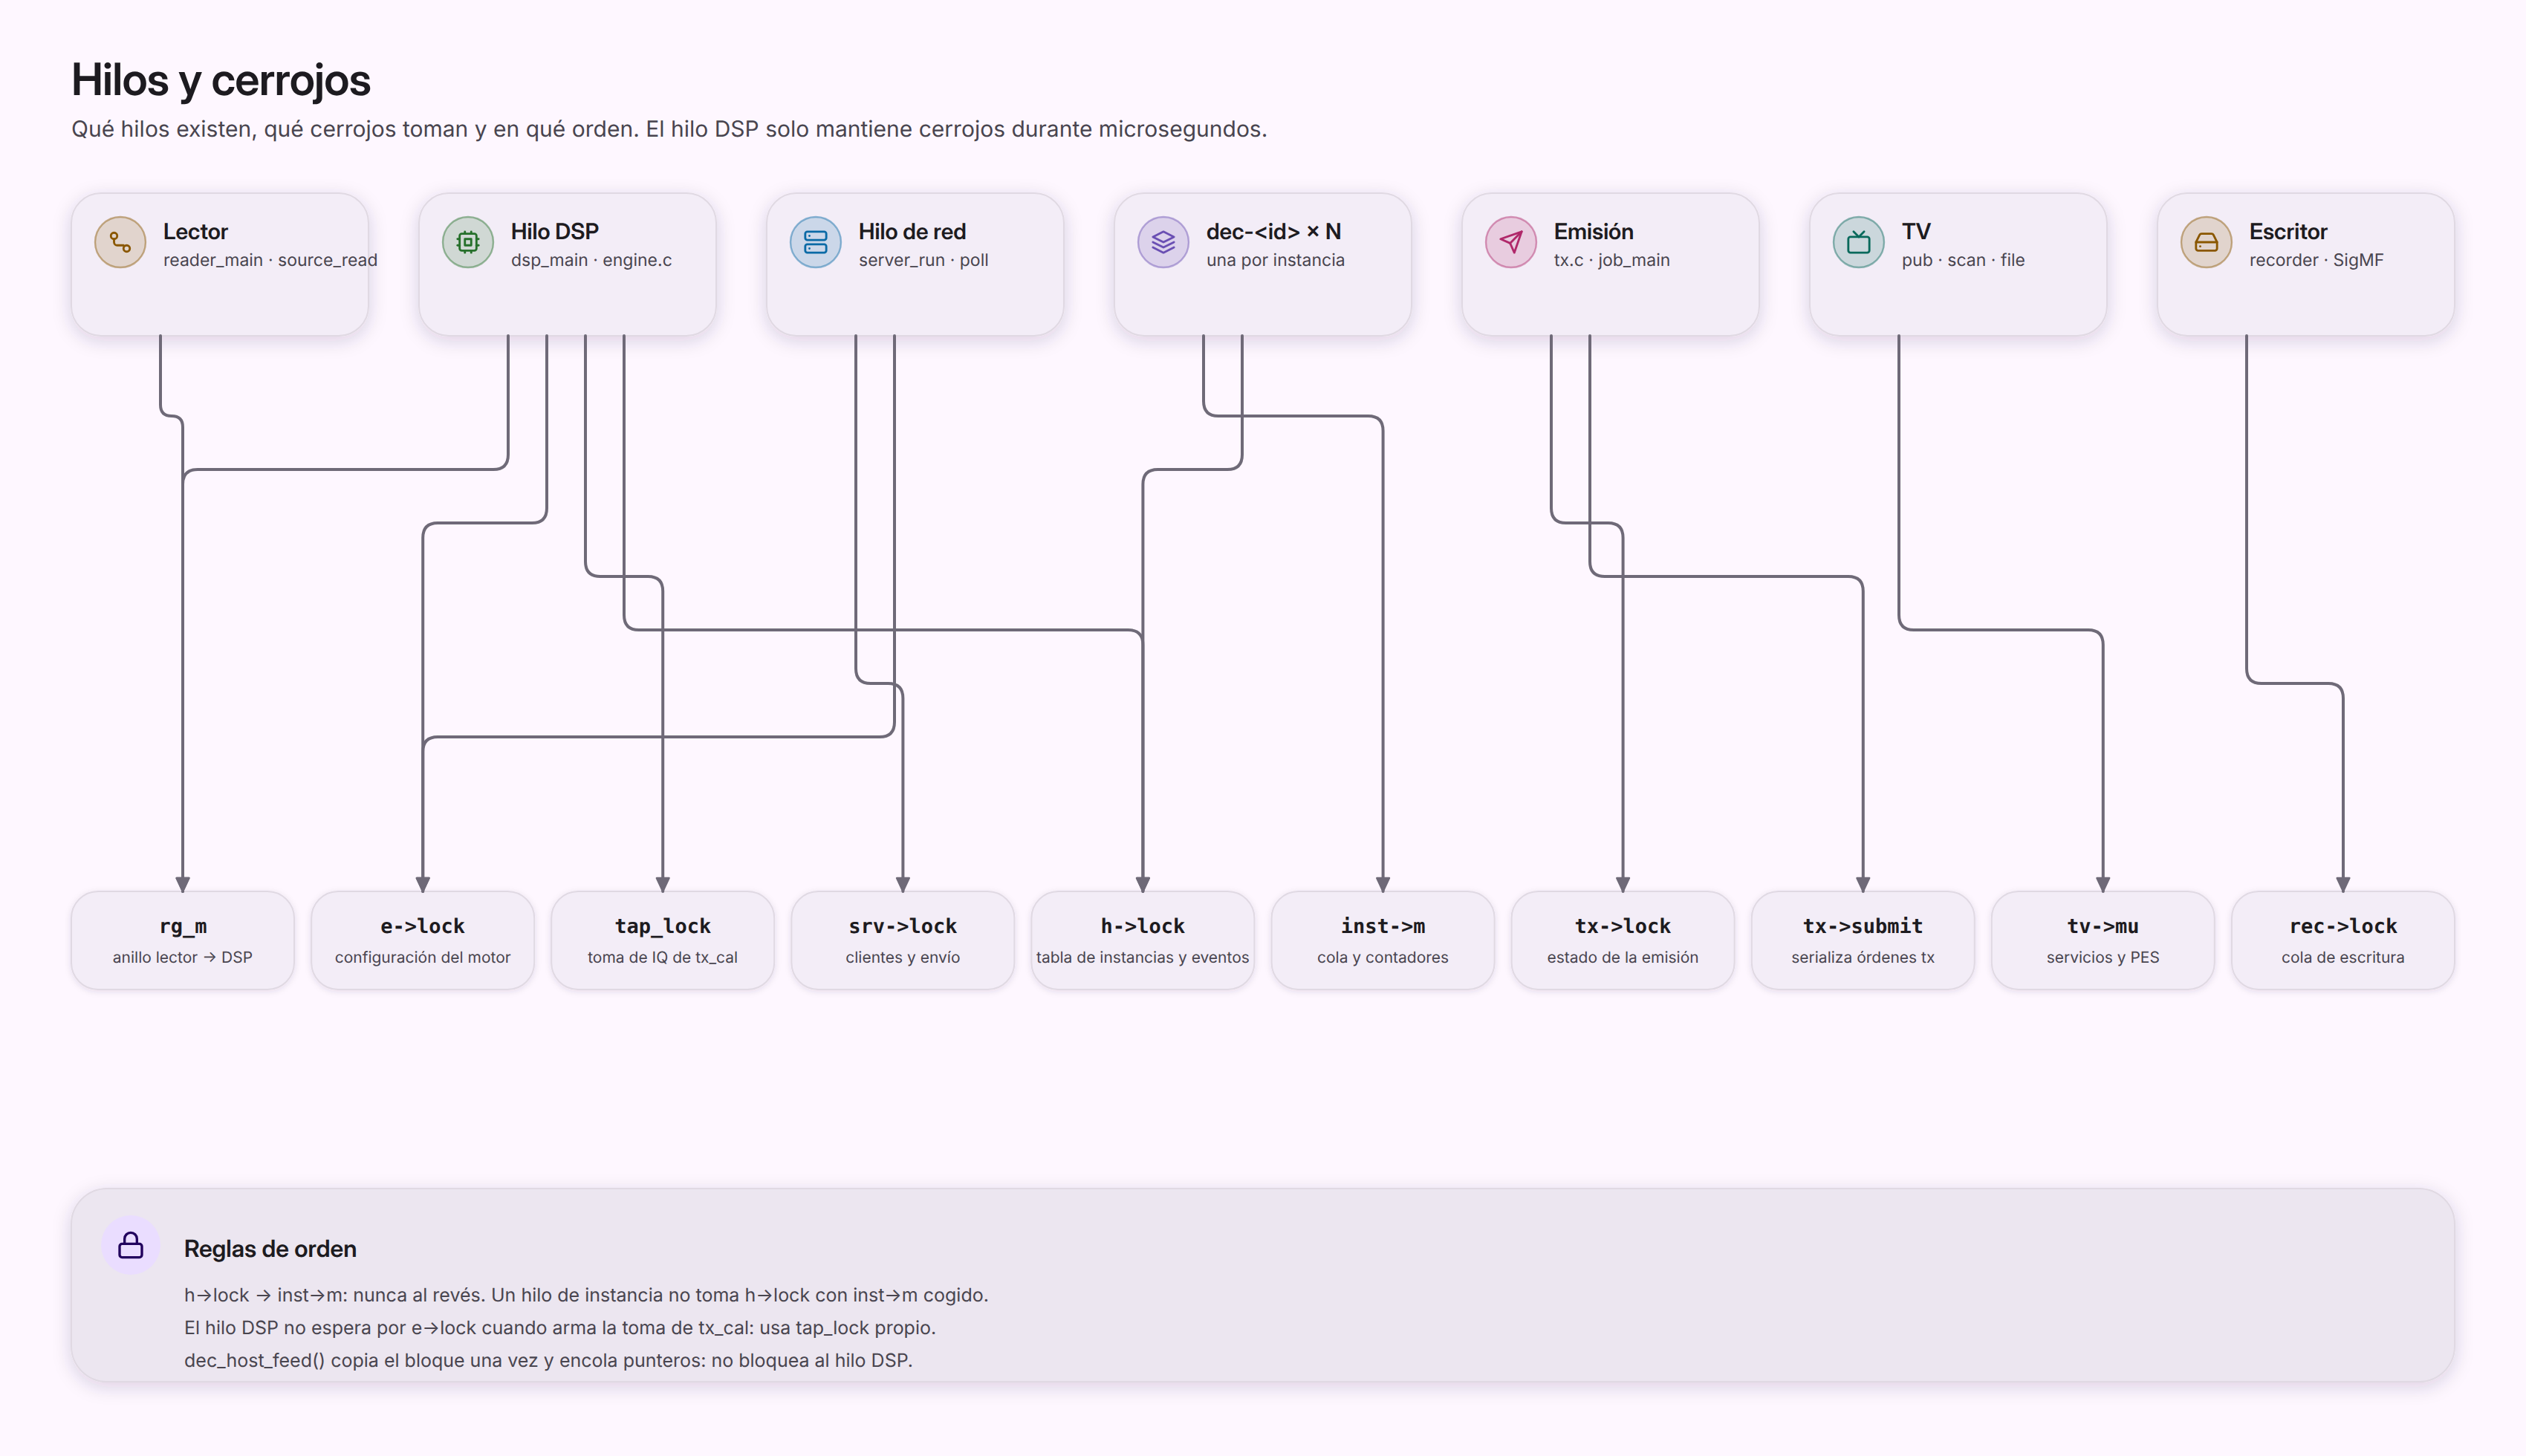 Hilos y cerrojos
Qué hilos existen, qué cerrojos toman y en qué orden. El hilo DSP solo mantiene cerrojos durante microsegundos.
Lector
reader_main · source_read
Hilo DSP
dsp_main · engine.c
Hilo de red
server_run · poll
dec-<id> × N
una por instancia
Emisión
tx.c · job_main
TV
pub · scan · file
Escritor
recorder · SigMF
rg_m
anillo lector → DSP
e->lock
configuración del motor
tap_lock
toma de IQ de tx_cal
srv->lock
clientes y envío
h->lock
tabla de instancias y eventos
inst->m
cola y contadores
tx->lock
estado de la emisión
tx->submit
serializa órdenes tx
tv->mu
servicios y PES
rec->lock
cola de escritura
Reglas de orden
h→lock → inst→m: nunca al revés. Un hilo de instancia no toma h→lock con inst→m cogido.
El hilo DSP no espera por e→lock cuando arma la toma de tx_cal: usa tap_lock propio.
dec_host_feed() copia el bloque una vez y encola punteros: no bloquea al hilo DSP.